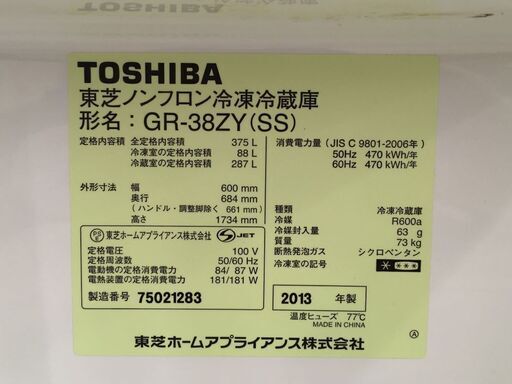 TOSHIBA
東芝ノンフロン冷凍冷蔵庫
形名：GR-38ZY(SS)
定格内容積 全定格内容積 375 L
冷凍室の定格内容積 88 L
冷蔵室の定格内容積 287 L
外形寸法 幅 600 mm
奥行 684 mm
(ハンドル・調整脚除く 661 mm)
高さ 1734 mm
PS E 東芝ホームアプライアンス株式会社 S JET
定格電圧 100 V
定格周波数 50/60 Hz
電動機の定格消費電力 84/ 87 W
電熱装置の定格消費電力 181/181 W
製造番号 75021283
消費電力量 (JIS C 9801-2006年)
50Hz 470 kWh/年
60Hz 470 kWh/年
種類 冷凍冷蔵庫
冷媒 R600a
冷媒封入量 63 g
質量 73 kg
断熱発泡ガス シクロペンタン
冷凍室の記号
2013 年製
温度ヒューズ 77℃
MADE IN CHINA
Ⓐ
東芝ホームアプライアンス株式会社